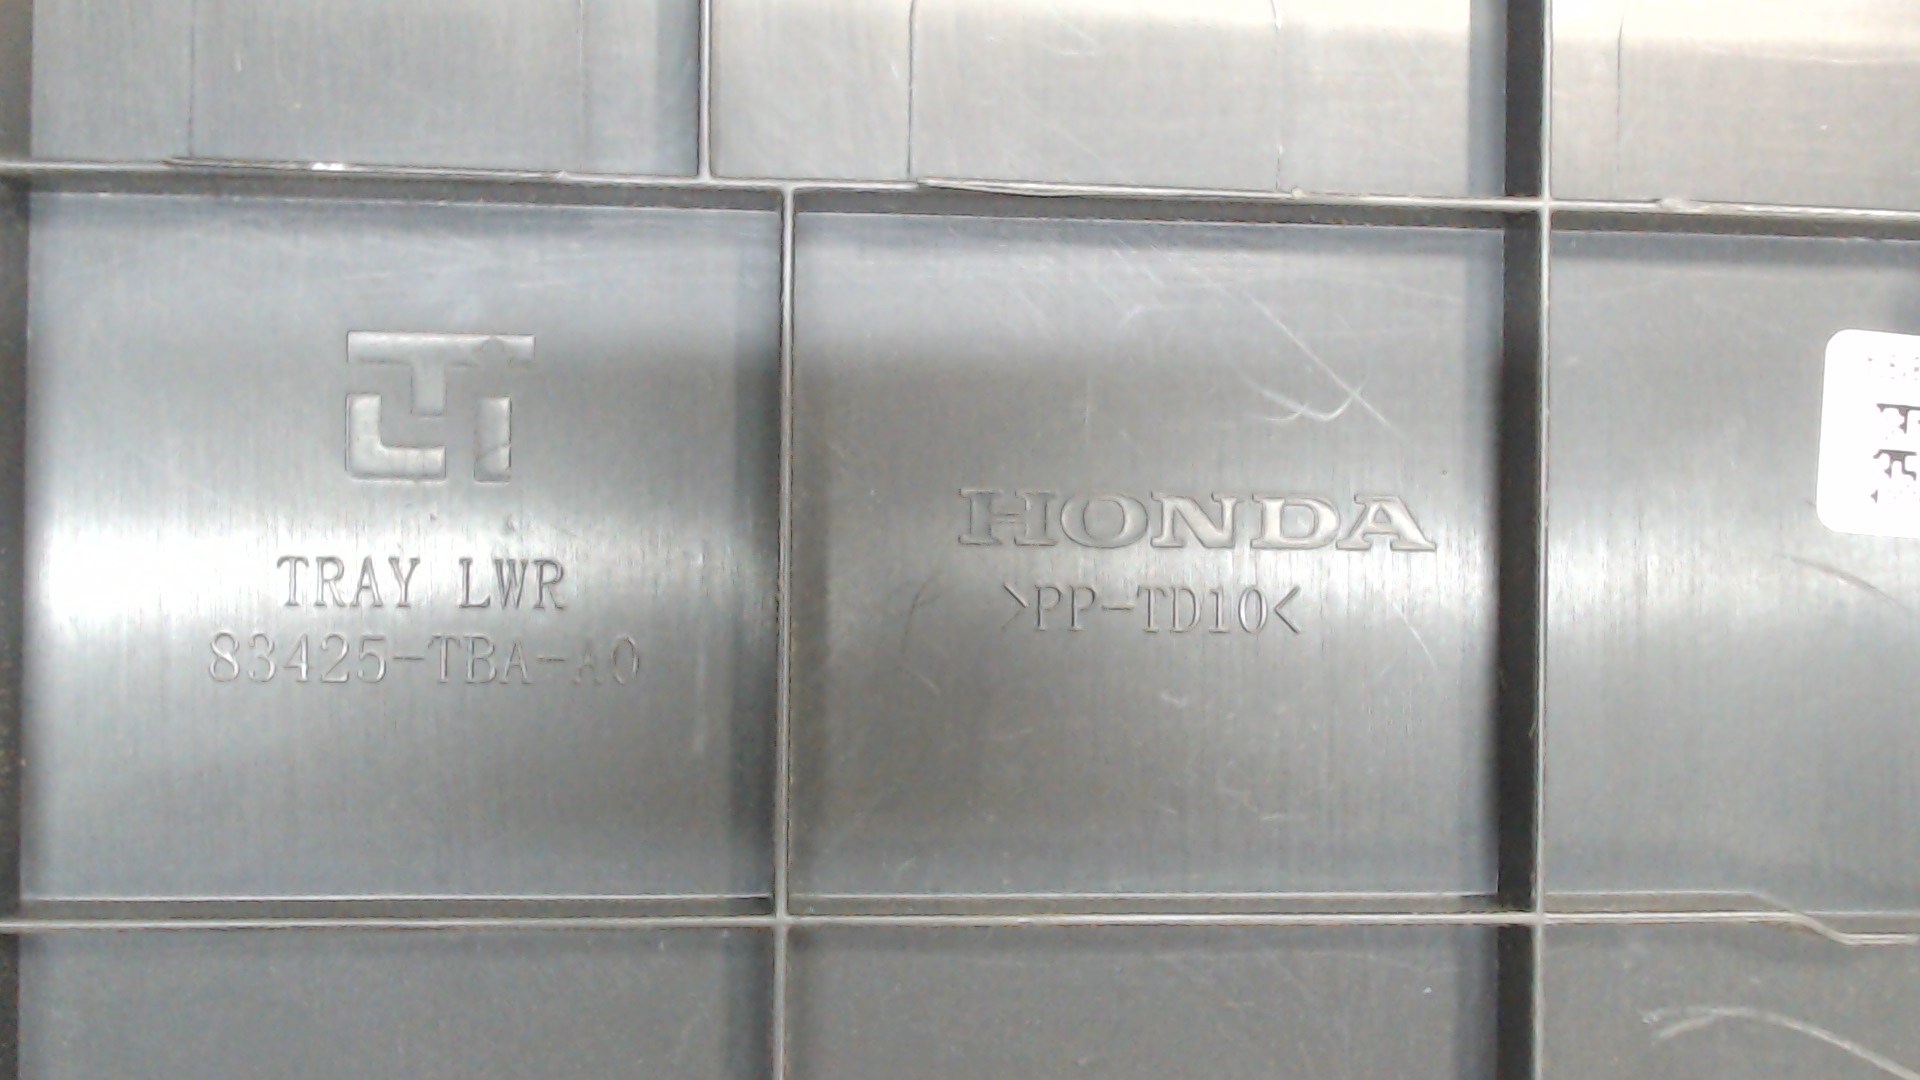 TRAY LWR
83425-TBA-A0
HONDA
>PP-TD10<